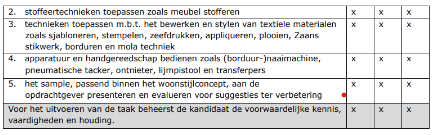 2. stoffeertechnieken toepassen zoals meubel stofferen x x x
3. technieken toepassen m.b.t. het bewerken en stylen van textiele materialen x x x
zoals sjabloneren, stempelen, zeefdrukken, appliqueren, plooien, Zaans
stikwerk, borduren en mola techniek
4. apparatuur en handgereedschap bedienen zoals (borduur-)naaimachine, x x x
pneumatische tacker, ontnieter, lijmpistool en transferpers
5. het sample, passend binnen het woonstijlconcept, aan de x x x
opdrachtgever presenteren en evalueren voor suggesties ter verbetering
Voor het uitvoeren van de taak beheerst de kandidaat de voorwaardelijke kennis, x x x
vaardigheden en houding.